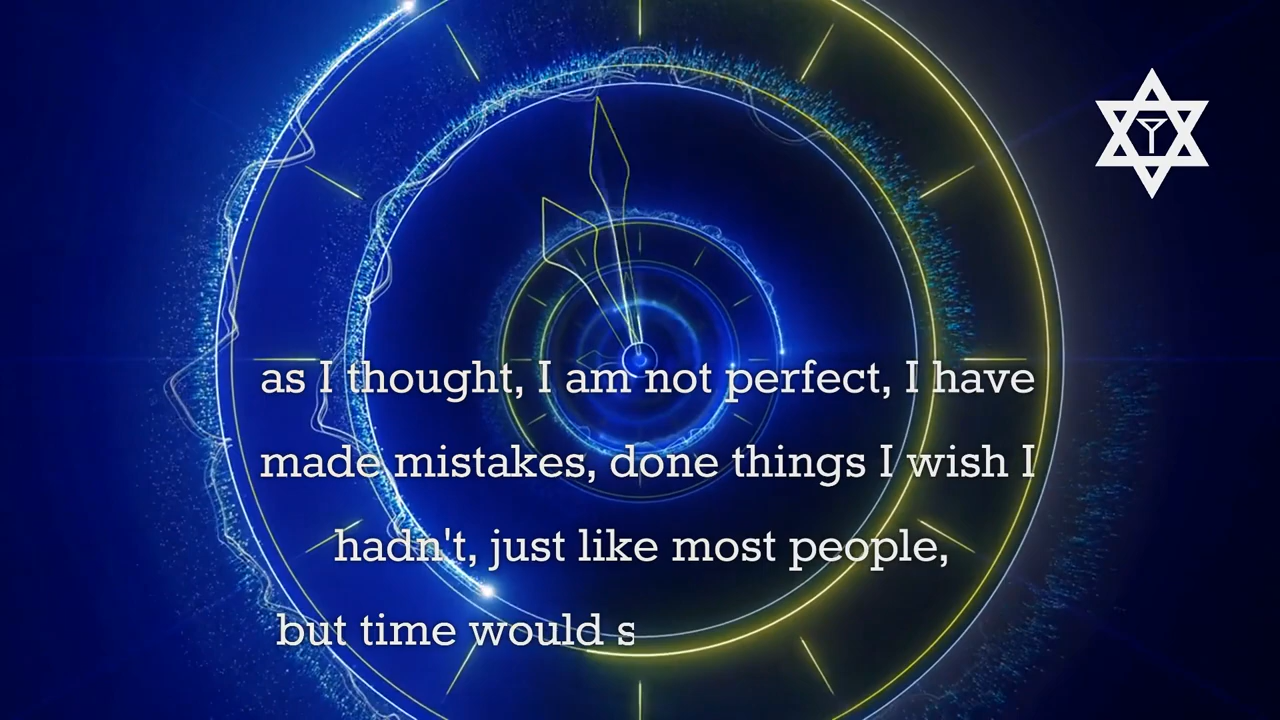 as I thought, I am not perfect, I have
made mistakes, done things I wish I
hadn't, just like most people,
but time would s